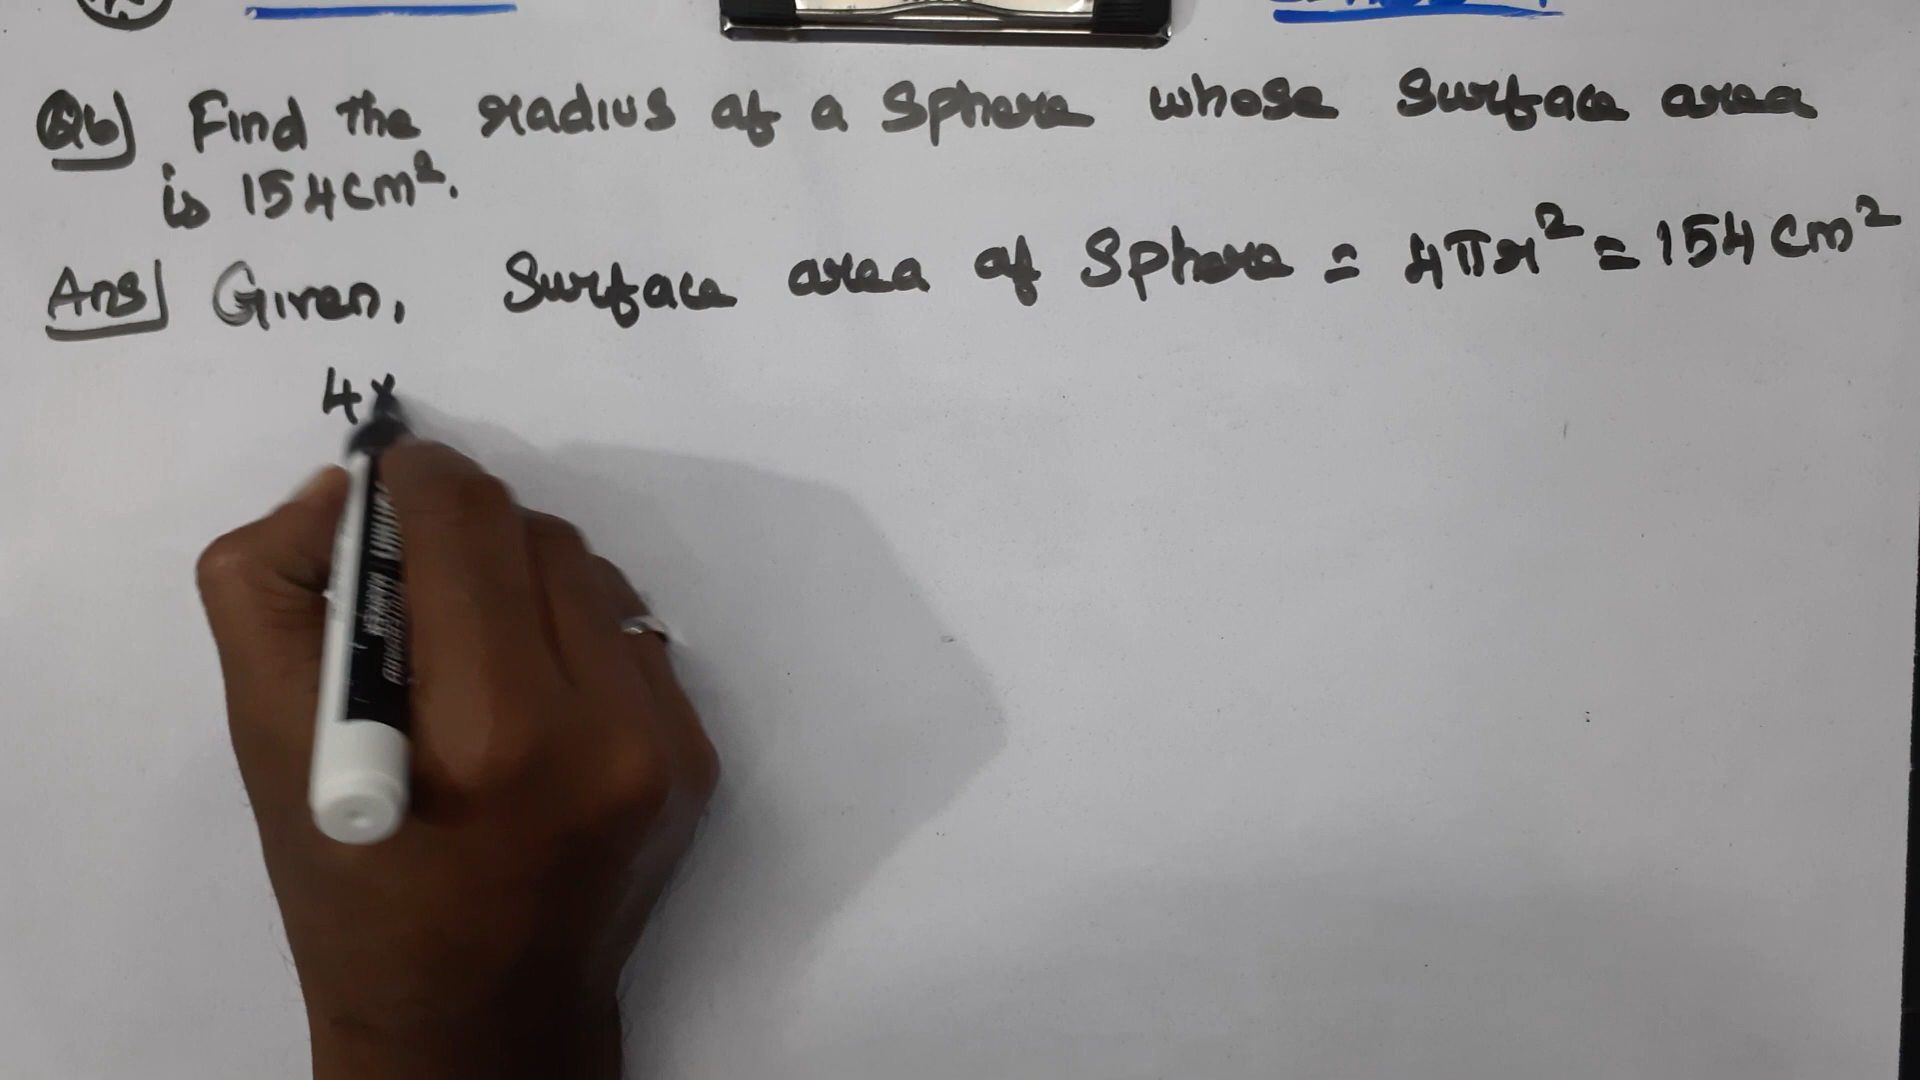 Q6) Find the radius of a Sphere whose Surface area
is 154cm².
Ans] Given, Surface area of Sphere = 4πr² = 154 cm²
4×